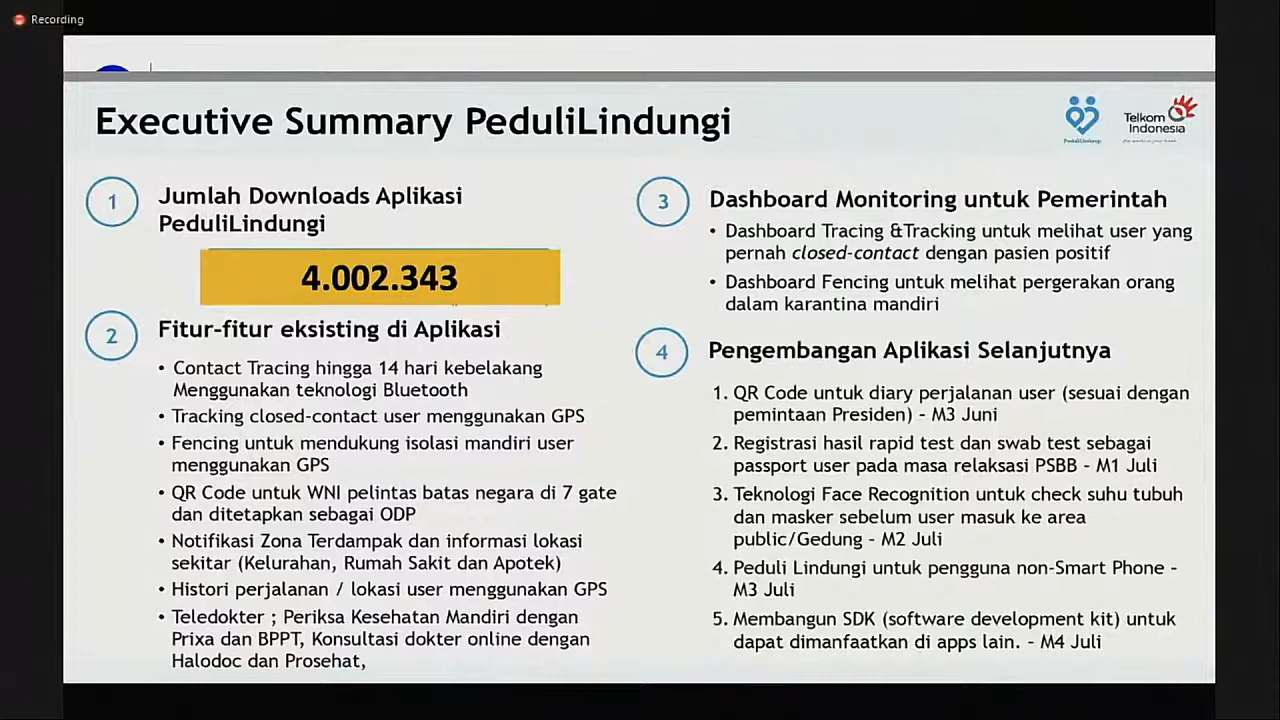 Recording
Executive Summary PeduliLindungi
PeduliLindungi
Telkom
Indonesia
1
Jumlah Downloads Aplikasi
PeduliLindungi
4.002.343
2
Fitur-fitur eksisting di Aplikasi
• Contact Tracing hingga 14 hari kebelakang
Menggunakan teknologi Bluetooth
• Tracking closed-contact user menggunakan GPS
• Fencing untuk mendukung isolasi mandiri user
menggunakan GPS
• QR Code untuk WNI pelintas batas negara di 7 gate
dan ditetapkan sebagai ODP
• Notifikasi Zona Terdampak dan informasi lokasi
sekitar (Kelurahan, Rumah Sakit dan Apotek)
• Histori perjalanan / lokasi user menggunakan GPS
• Teledokter ; Periksa Kesehatan Mandiri dengan
Prixa dan BPPT, Konsultasi dokter online dengan
Halodoc dan Prosehat,
3
Dashboard Monitoring untuk Pemerintah
• Dashboard Tracing &Tracking untuk melihat user yang
pernah closed-contact dengan pasien positif
• Dashboard Fencing untuk melihat pergerakan orang
dalam karantina mandiri
4
Pengembangan Aplikasi Selanjutnya
1. QR Code untuk diary perjalanan user (sesuai dengan
pemintaan Presiden) – M3 Juni
2. Registrasi hasil rapid test dan swab test sebagai
passport user pada masa relaksasi PSBB – M1 Juli
3. Teknologi Face Recognition untuk check suhu tubuh
dan masker sebelum user masuk ke area
public/Gedung – M2 Juli
4. Peduli Lindungi untuk pengguna non-Smart Phone –
M3 Juli
5. Membangun SDK (software development kit) untuk
dapat dimanfaatkan di apps lain. – M4 Juli